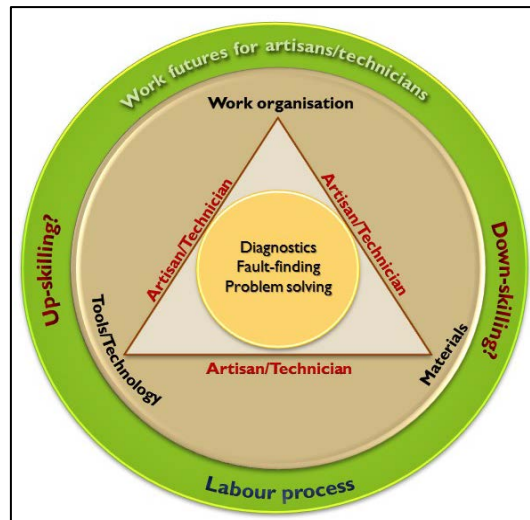 Work futures for artisans/technicians
Work organisation
Artisan/Technician
Artisan/Technician
Up-skilling?
Down-skilling?
Diagnostics
Fault-finding
Problem solving
Tools/Technology
Materials
Artisan/Technician
Labour process